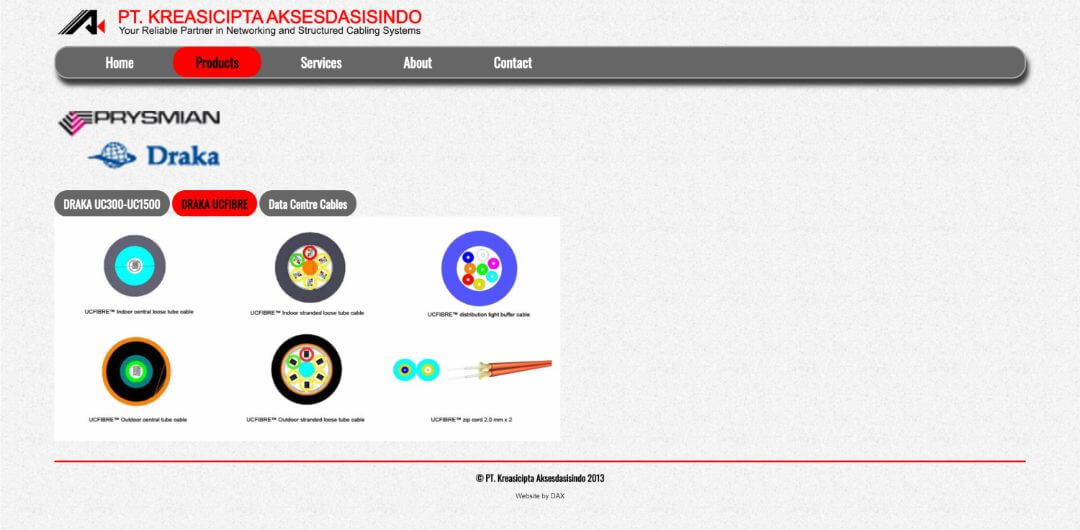 PT. KREASICIPTA AKSESDASISINDO
Your Reliable Partner in Networking and Structured Cabling Systems
Home Products Services About Contact
PRYSMIAN
Draka
DRAKA UC300-UC1500 DRAKA UCFIBRE Data Centre Cables
UCFIBRE™ Indoor central loose tube cable UCFIBRE™ Indoor stranded loose tube cable UCFIBRE™ distribution tight buffer cable
UCFIBRE™ Outdoor central tube cable UCFIBRE™ Outdoor stranded loose tube cable UCFIBRE™ zip cord 2.0 mm x 2
© PT. Kreasicipta Aksesdasisindo 2013
Website by DAX